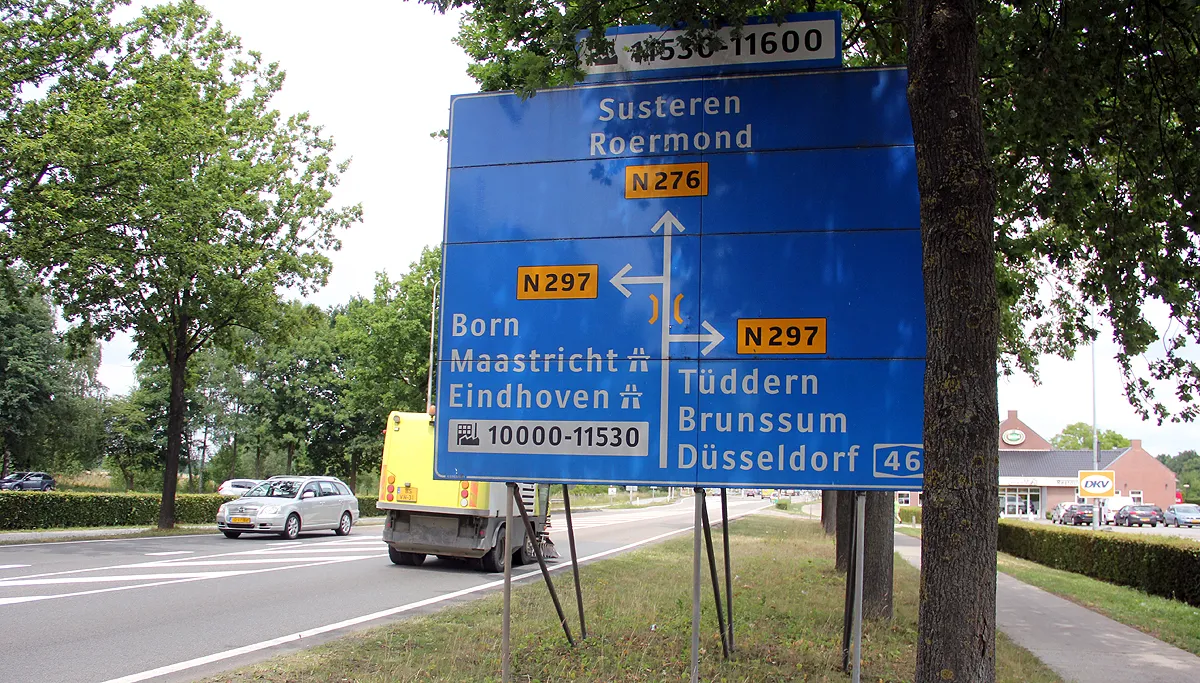 11530-11600
Susteren
Roermond
N276
N297
N297
Born
Maastricht
Eindhoven
10000-11530
Tüddern
Brunssum
Düsseldorf 46
DKV